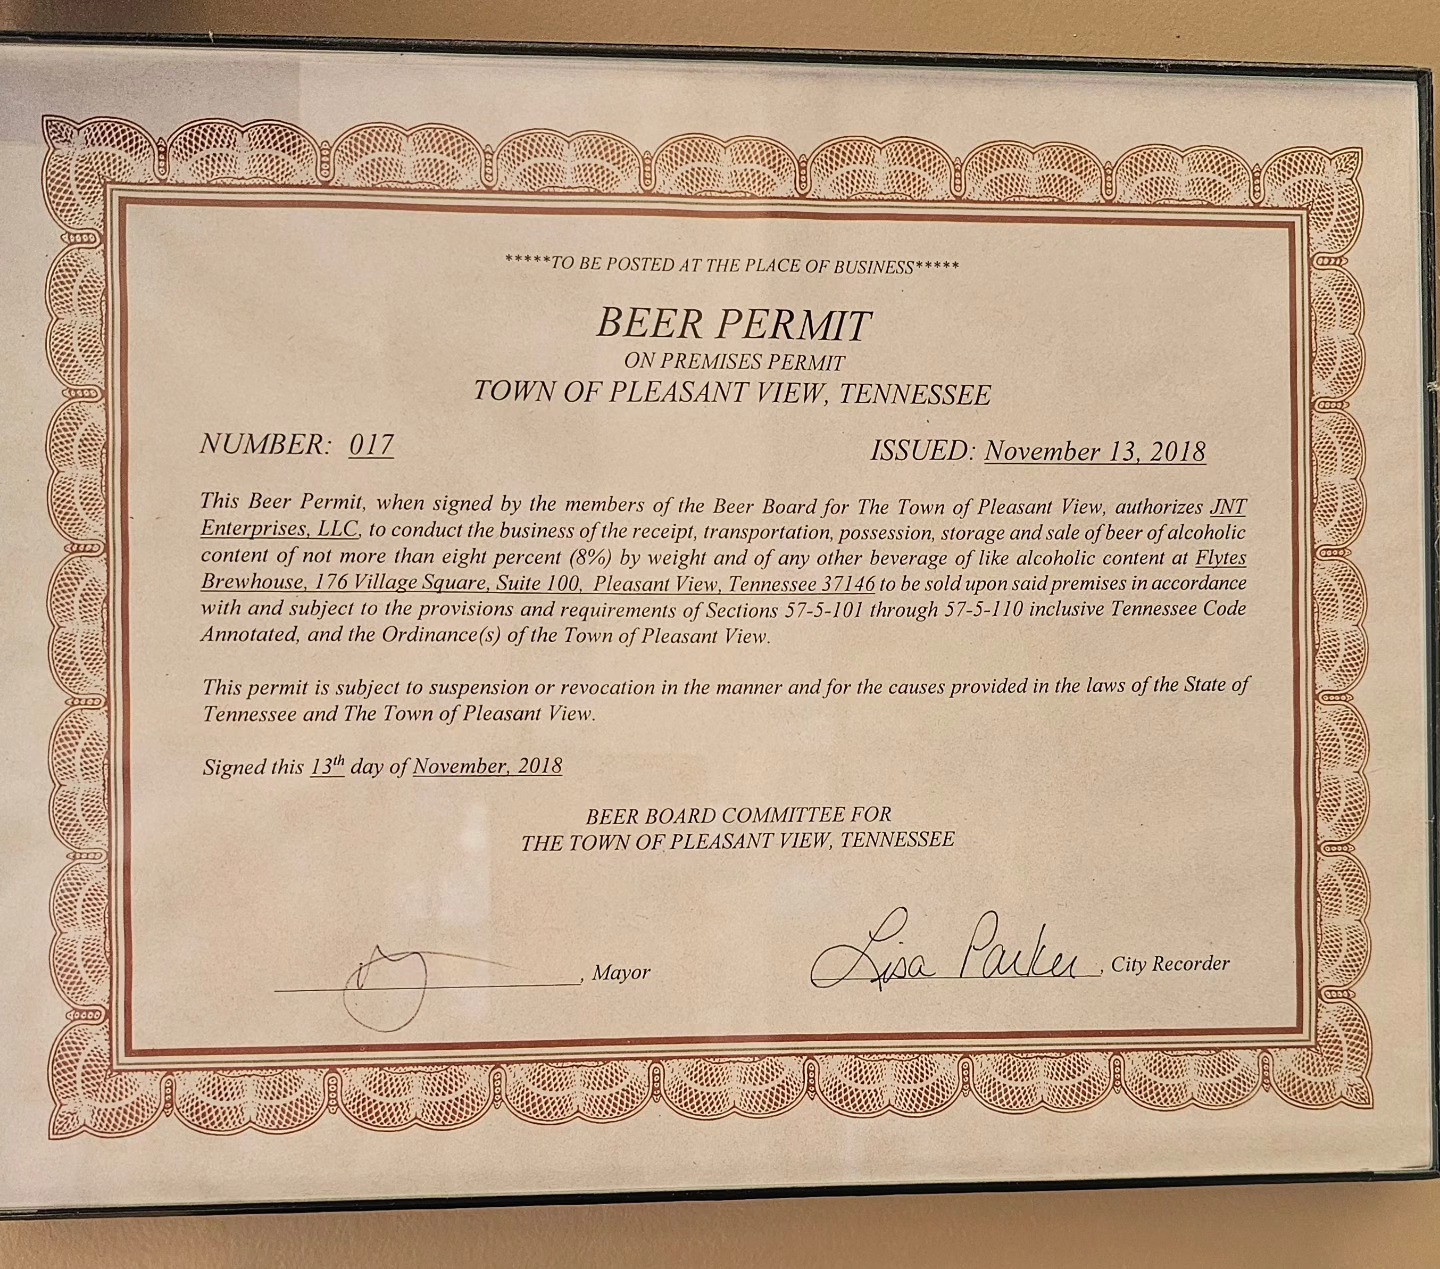 *****TO BE POSTED AT THE PLACE OF BUSINESS*****
BEER PERMIT
ON PREMISES PERMIT
TOWN OF PLEASANT VIEW, TENNESSEE
NUMBER: 017 ISSUED: November 13, 2018
This Beer Permit, when signed by the members of the Beer Board for The Town of Pleasant View, authorizes JNT
Enterprises, LLC, to conduct the business of the receipt, transportation, possession, storage and sale of beer of alcoholic
content of not more than eight percent (8%) by weight and of any other beverage of like alcoholic content at Flytes
Brewhouse, 176 Village Square, Suite 100, Pleasant View, Tennessee 37146 to be sold upon said premises in accordance
with and subject to the provisions and requirements of Sections 57-5-101 through 57-5-110 inclusive Tennessee Code
Annotated, and the Ordinance(s) of the Town of Pleasant View.
This permit is subject to suspension or revocation in the manner and for the causes provided in the laws of the State of
Tennessee and The Town of Pleasant View.
Signed this 13th day of November, 2018
BEER BOARD COMMITTEE FOR
THE TOWN OF PLEASANT VIEW, TENNESSEE
, Mayor Lisa Parker, City Recorder